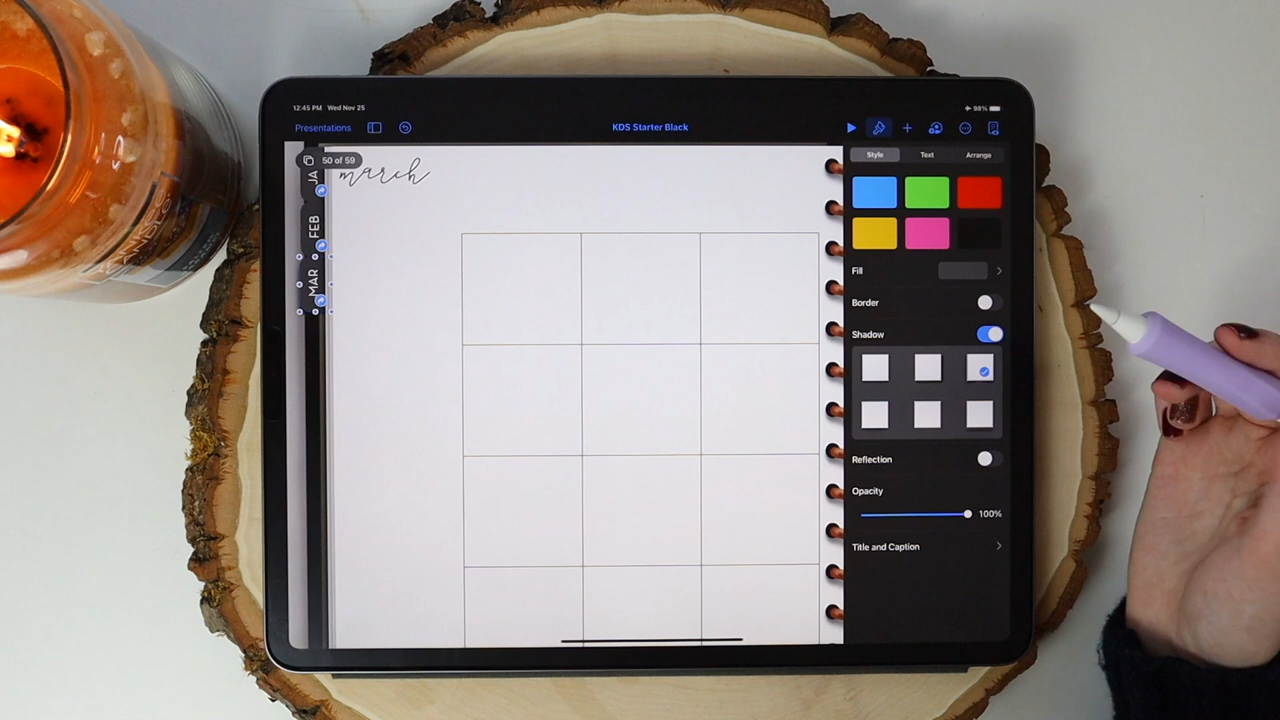 12:45 PM Wed Nov 25
98%
Presentations
KDS Starter Black
50 of 59
march
JA
FEB
MAR
Style
Text
Arrange
Fill
Border
Shadow
Reflection
Opacity
100%
Title and Caption